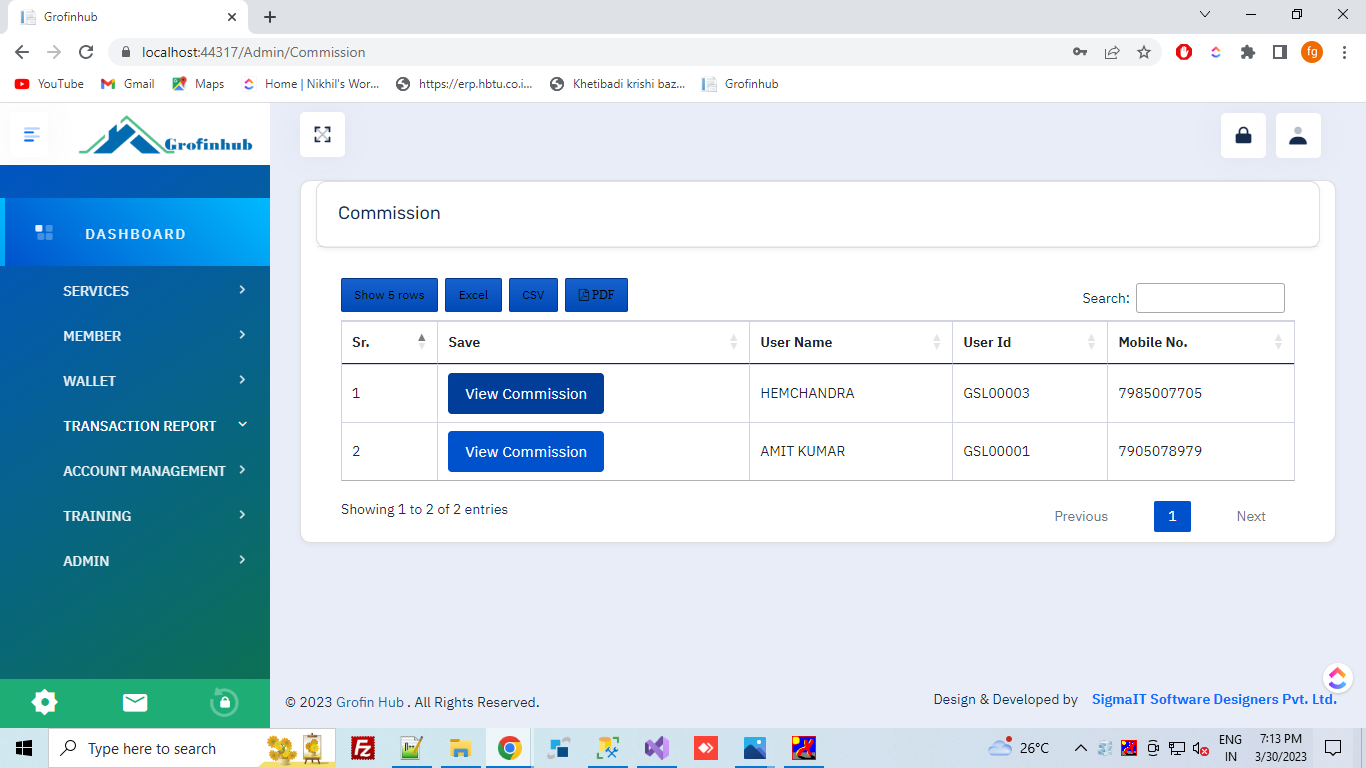 Grofinhub
localhost:44317/Admin/Commission
fg
YouTube Gmail Maps Home | Nikhil's Wor... https://erp.hbtu.co.i... Khetibadi krishi baz... Grofinhub
Grofinhub
Commission
DASHBOARD
SERVICES
MEMBER
WALLET
TRANSACTION REPORT
ACCOUNT MANAGEMENT
TRAINING
ADMIN
Show 5 rows Excel CSV PDF Search:
Sr. Save User Name User Id Mobile No.
1 View Commission HEMCHANDRA GSL00003 7985007705
2 View Commission AMIT KUMAR GSL00001 7905078979
Showing 1 to 2 of 2 entries
Previous 1 Next
© 2023 Grofin Hub . All Rights Reserved. Design & Developed by SigmaIT Software Designers Pvt. Ltd.
Type here to search
26°C
ENG
IN
7:13 PM
3/30/2023